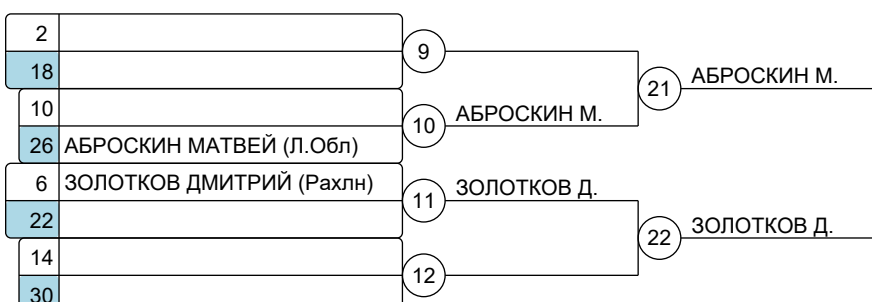 2
9
18
21 АБРОСКИН М.
10
10 АБРОСКИН М.
26 АБРОСКИН МАТВЕЙ (Л.Обл)
6 ЗОЛОТКОВ ДМИТРИЙ (Рахлн)
11 ЗОЛОТКОВ Д.
22
22 ЗОЛОТКОВ Д.
14
12
30